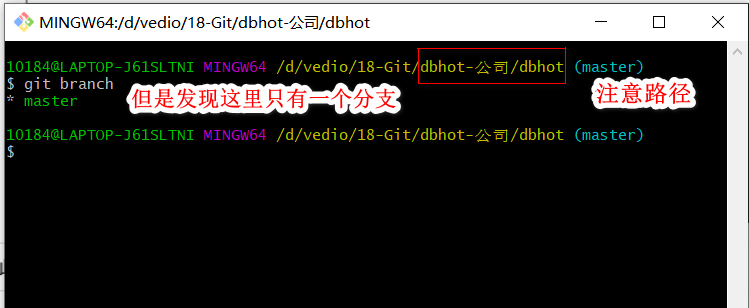 MINGW64:/d/vedio/18-Git/dbhot-公司/dbhot
10184@LAPTOP-J61SLTNI MINGW64 /d/vedio/18-Git/dbhot-公司/dbhot (master)
$ git branch
* master
但是发现这里只有一个分支
注意路径
10184@LAPTOP-J61SLTNI MINGW64 /d/vedio/18-Git/dbhot-公司/dbhot (master)
$